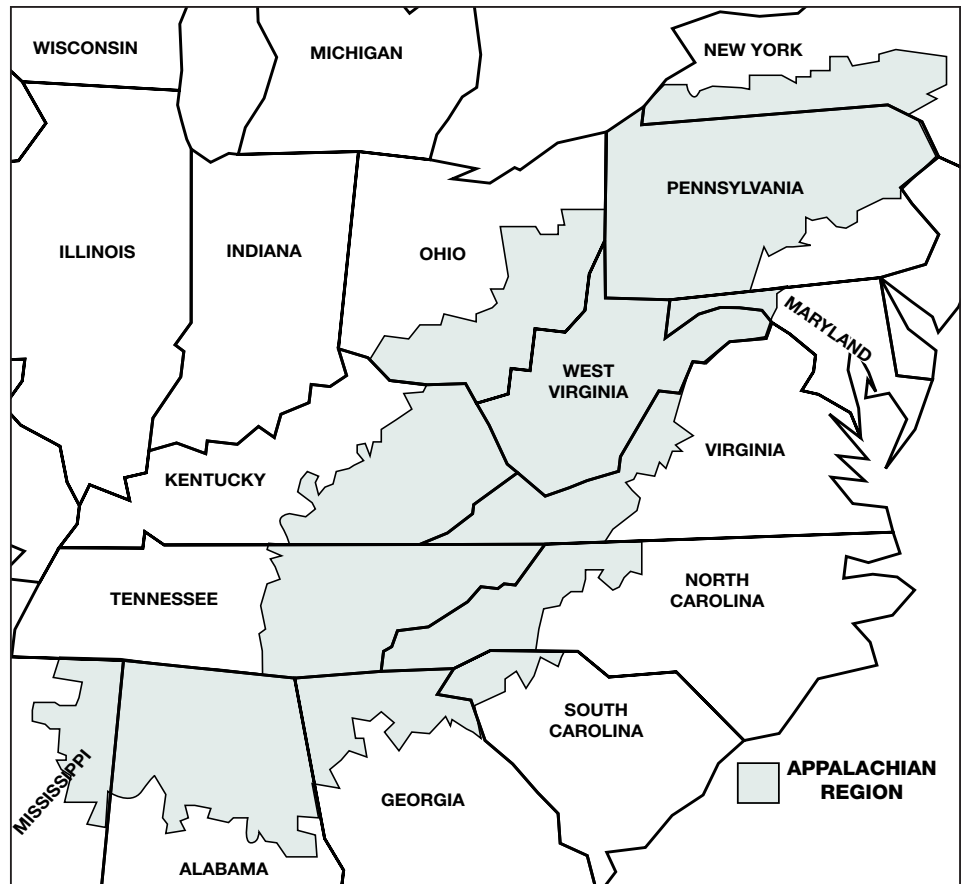 WISCONSIN
MICHIGAN
NEW YORK
PENNSYLVANIA
ILLINOIS
INDIANA
OHIO
MARYLAND
WEST
VIRGINIA
VIRGINIA
KENTUCKY
TENNESSEE
NORTH
CAROLINA
SOUTH
CAROLINA
MISSISSIPPI
GEORGIA
ALABAMA
APPALACHIAN
REGION